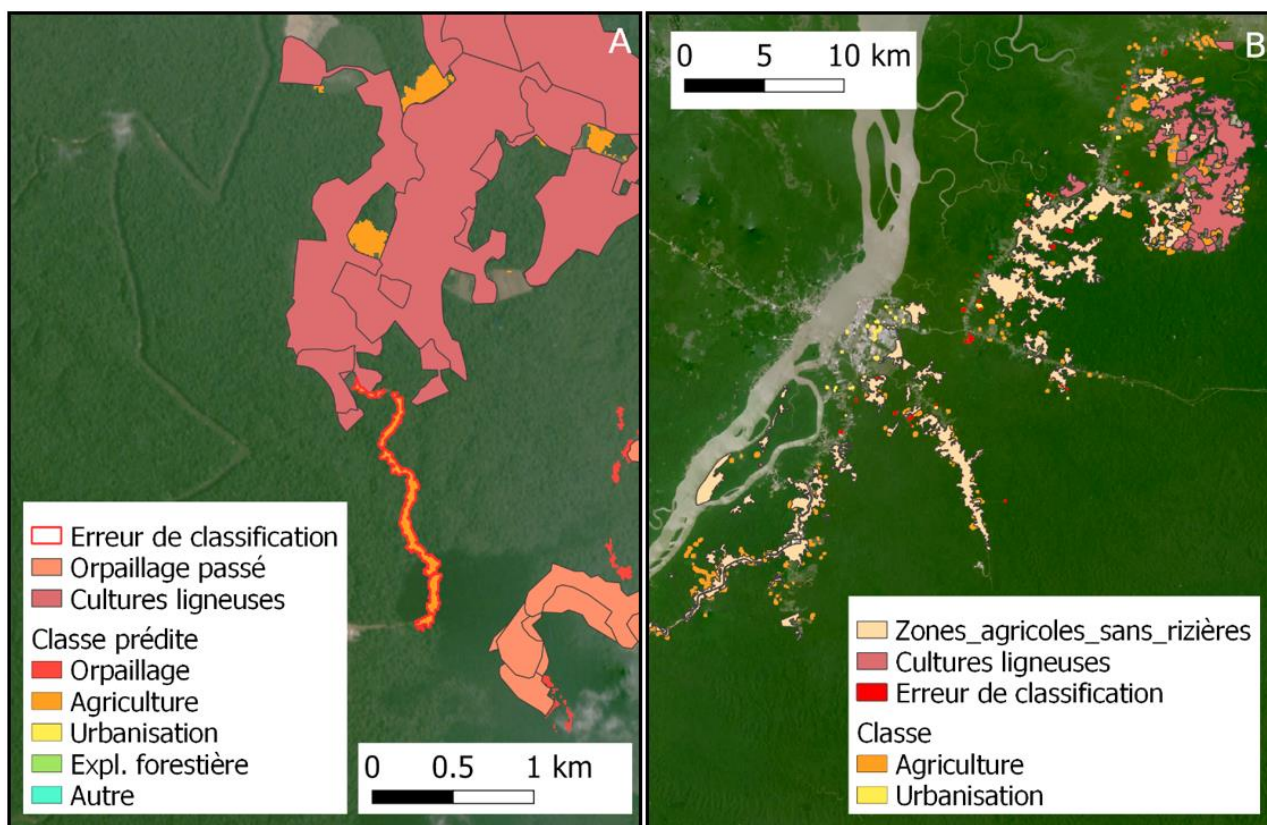 A
Erreur de classification
Orpaillage passé
Cultures ligneuses
Classe prédite
Orpaillage
Agriculture
Urbanisation
Expl. forestière
Autre
0 0.5 1 km
B
0 5 10 km
Zones_agricoles_sans_rizières
Cultures ligneuses
Erreur de classification
Classe
Agriculture
Urbanisation